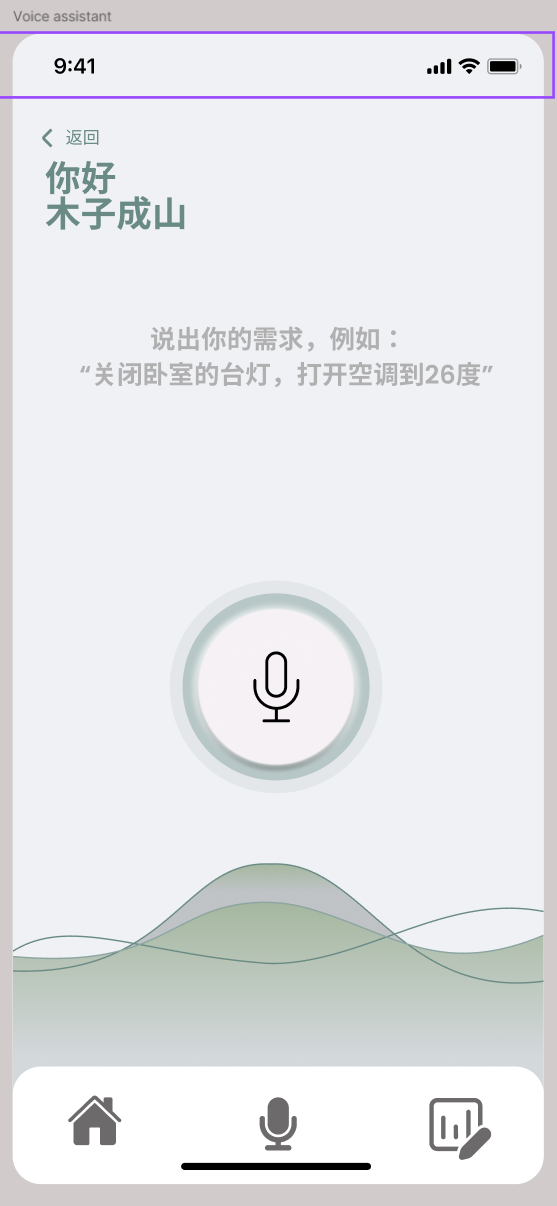 Voice assistant
9:41
返回
你好
木子成山
说出你的需求，例如：
“关闭卧室的台灯，打开空调到26度”